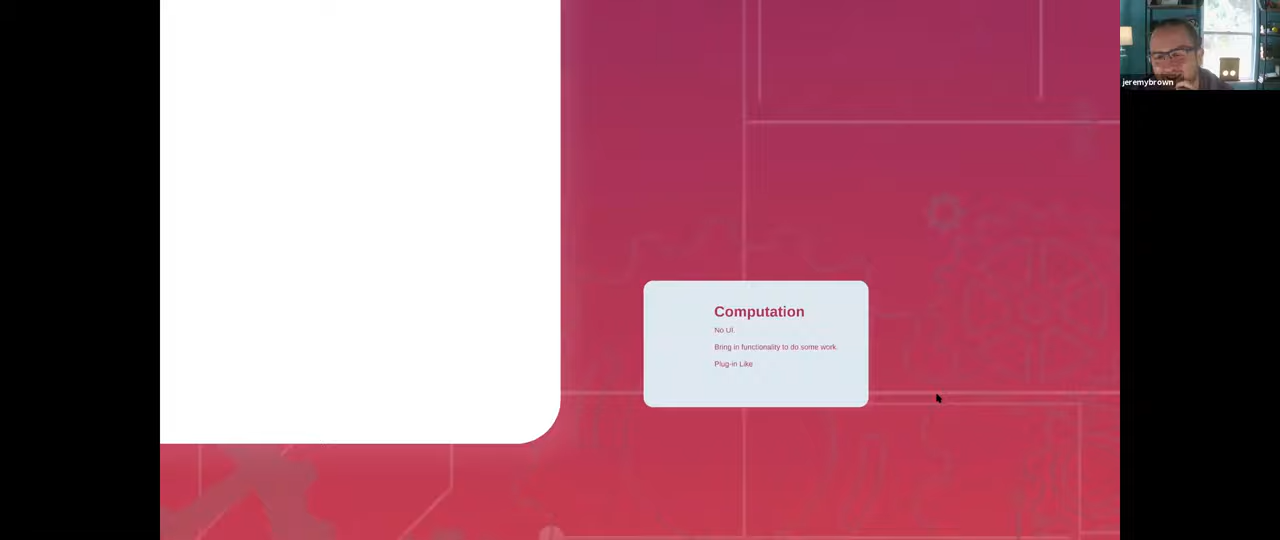 jeremybrown
Computation
No UI.
Bring in functionality to do some work.
Plug-in Like